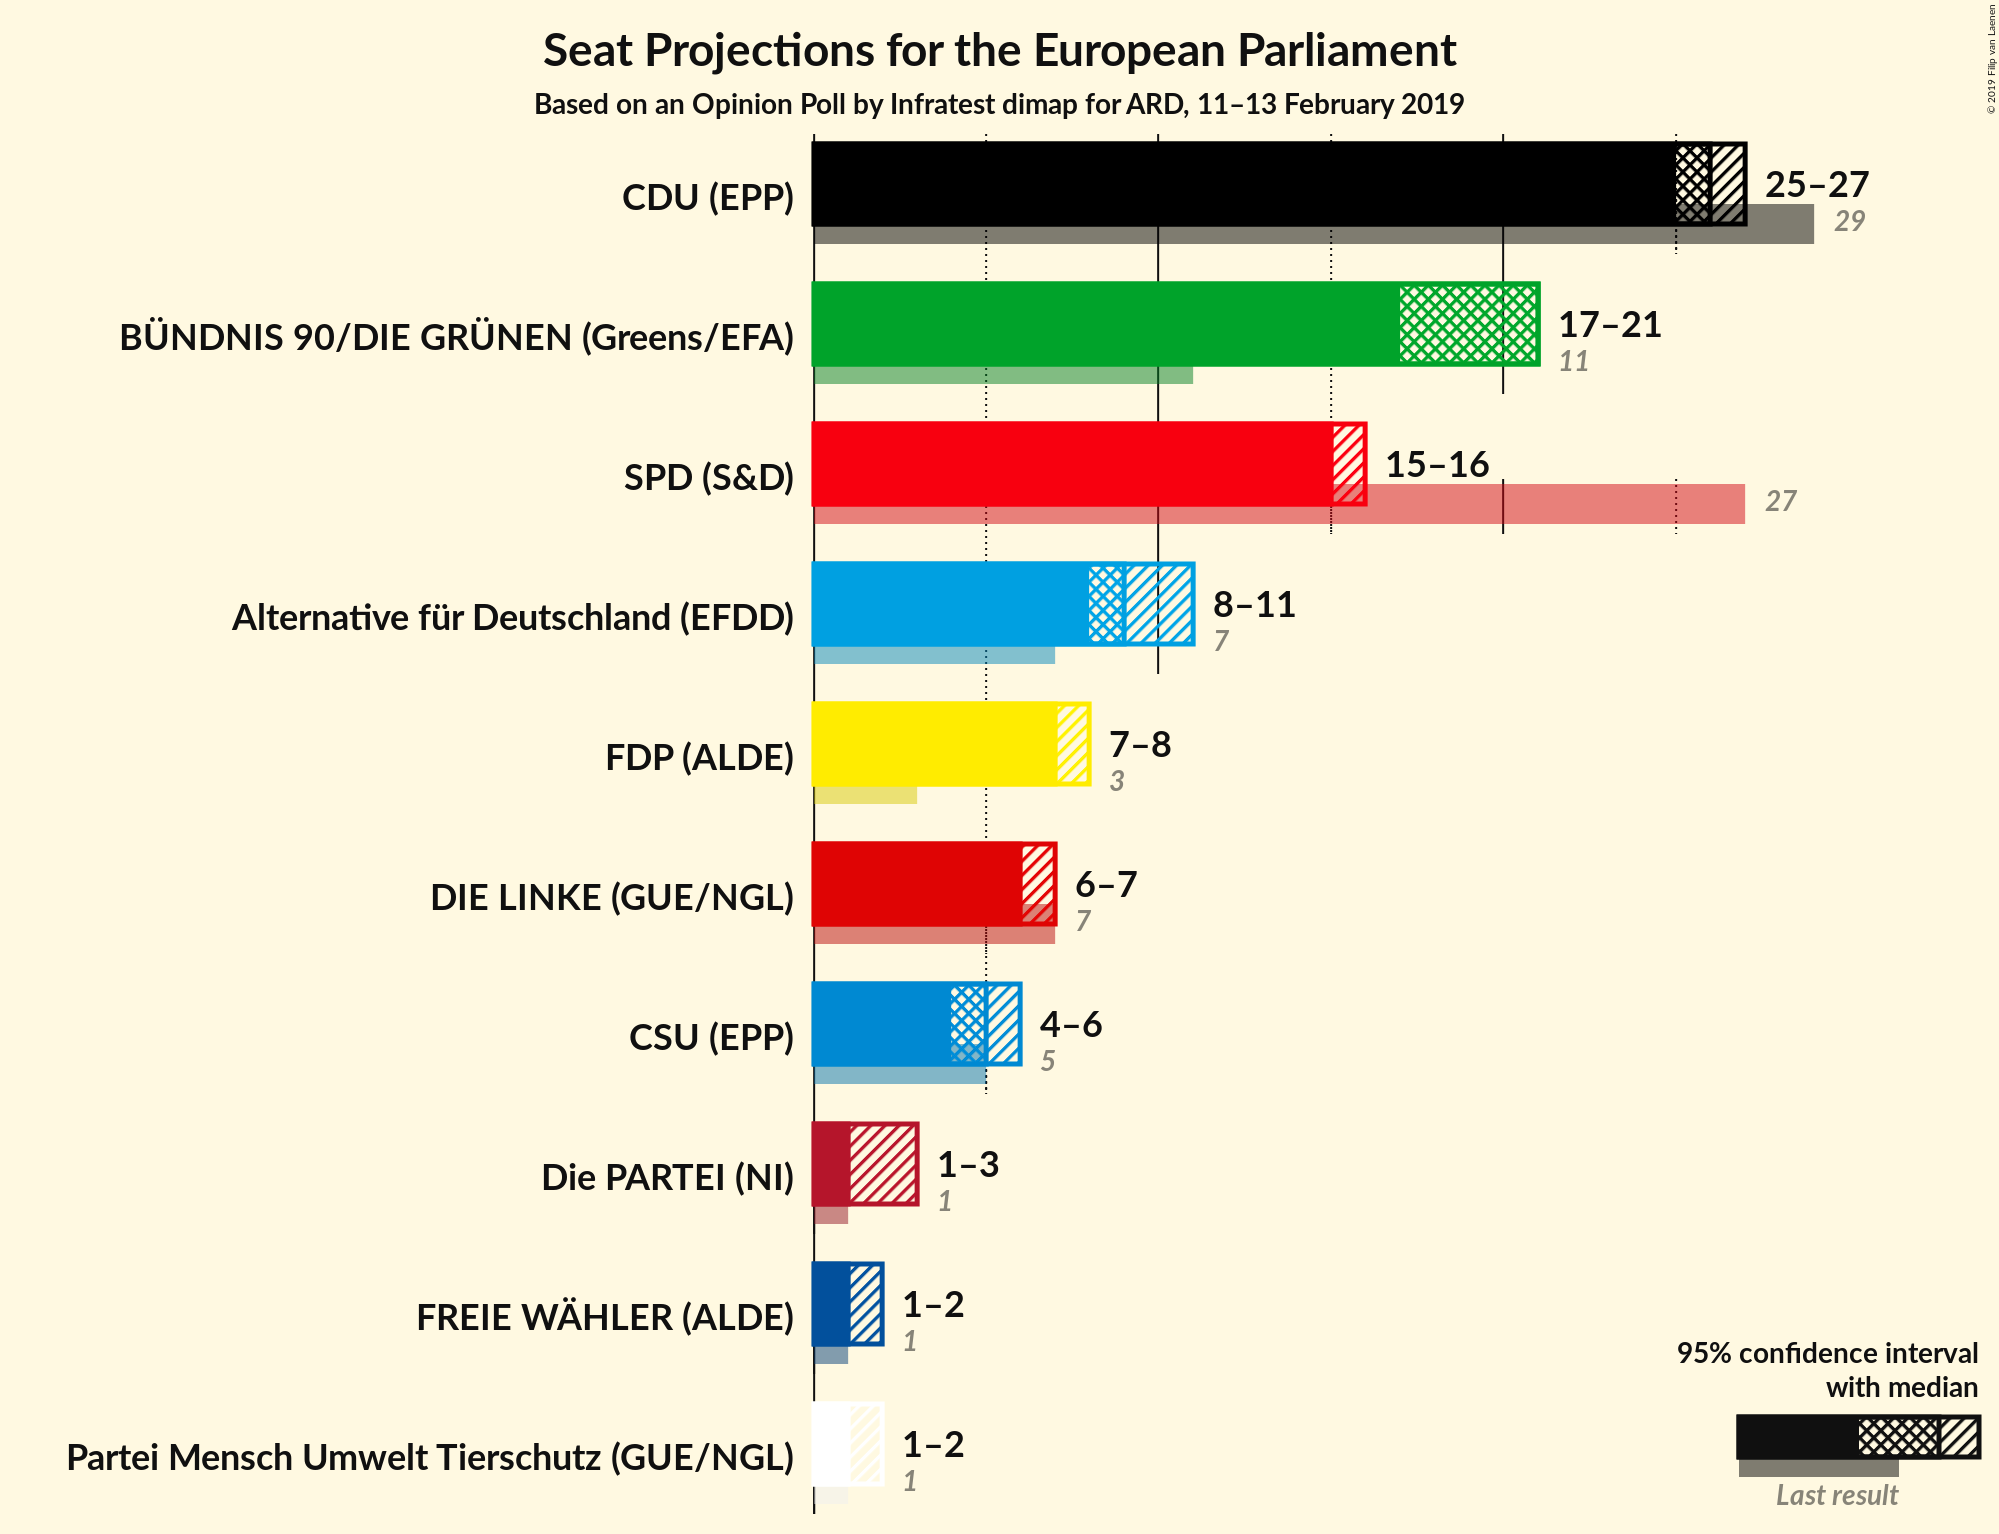 Seat Projections for the European Parliament
Based on an Opinion Poll by Infratest dimap for ARD, 11–13 February 2019
© 2019 Filip van Laenen
CDU (EPP)
25–27
29
BÜNDNIS 90/DIE GRÜNEN (Greens/EFA)
17–21
11
SPD (S&D)
15–16
27
Alternative für Deutschland (EFDD)
8–11
7
FDP (ALDE)
7–8
3
DIE LINKE (GUE/NGL)
6–7
7
CSU (EPP)
4–6
5
Die PARTEI (NI)
1–3
1
FREIE WÄHLER (ALDE)
1–2
1
Partei Mensch Umwelt Tierschutz (GUE/NGL)
1–2
1
95% confidence interval
with median
Last result